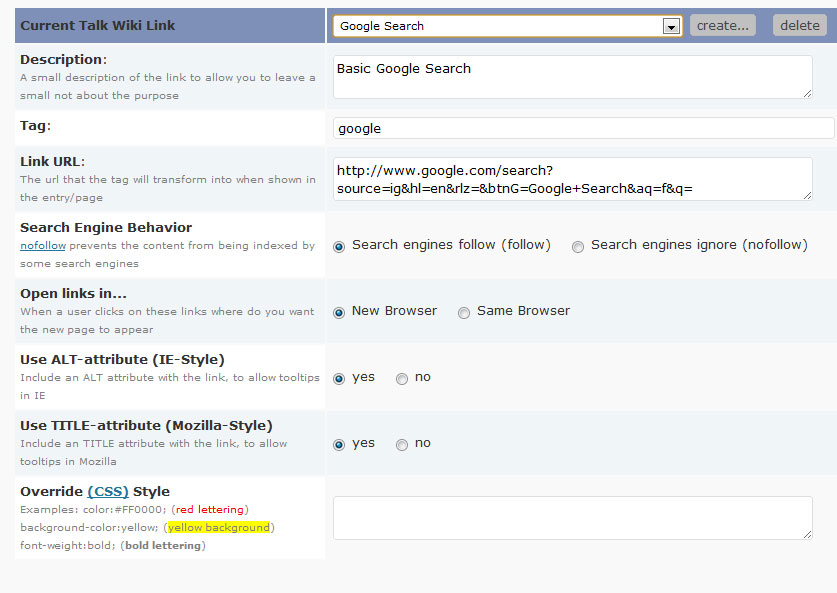 Current Talk Wiki Link
Google Search
create...
delete
Description:
A small description of the link to allow you to leave a
small not about the purpose
Basic Google Search
Tag:
google
Link URL:
The url that the tag will transform into when shown in
the entry/page
http://www.google.com/search?
source=ig&hl=en&rlz=&btnG=Google+Search&aq=f&q=
Search Engine Behavior
nofollow prevents the content from being indexed by
some search engines
Search engines follow (follow)
Search engines ignore (nofollow)
Open links in...
When a user clicks on these links where do you want
the new page to appear
New Browser
Same Browser
Use ALT-attribute (IE-Style)
Include an ALT attribute with the link, to allow tooltips
in IE
yes
no
Use TITLE-attribute (Mozilla-Style)
Include an TITLE attribute with the link, to allow
tooltips in Mozilla
yes
no
Override (CSS) Style
Examples: color:#FF0000; (red lettering)
background-color:yellow; (yellow background)
font-weight:bold; (bold lettering)